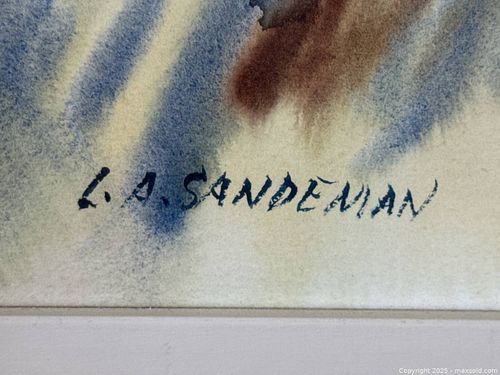 L. A. SANDEMAN
Copyright 2025 - maxsold.com